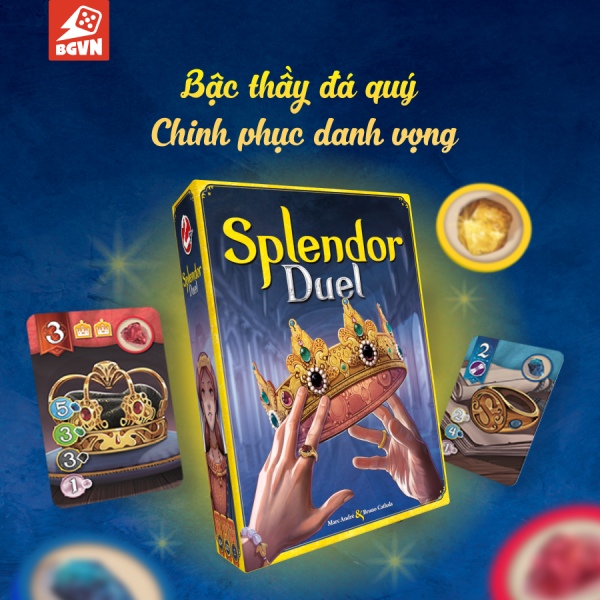 BGVN
Bậc thầy đá quý
Chinh phục danh vọng
Splendor
Duel
Splendor
Duel
3
5
3
3
1
2
4
Marc André & Bruno Cathala